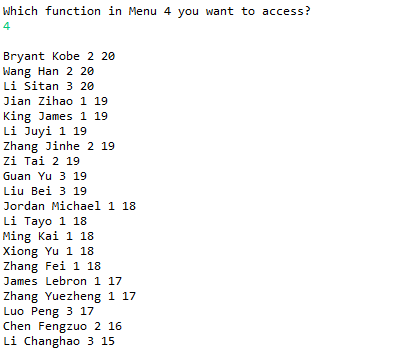 Which function in Menu 4 you want to access?
4
Bryant Kobe 2 20
Wang Han 2 20
Li Sitan 3 20
Jian Zihao 1 19
King James 1 19
Li Juyi 1 19
Zhang Jinhe 2 19
Zi Tai 2 19
Guan Yu 3 19
Liu Bei 3 19
Jordan Michael 1 18
Li Tayo 1 18
Ming Kai 1 18
Xiong Yu 1 18
Zhang Fei 1 18
James Lebron 1 17
Zhang Yuezheng 1 17
Luo Peng 3 17
Chen Fengzuo 2 16
Li Changhao 3 15